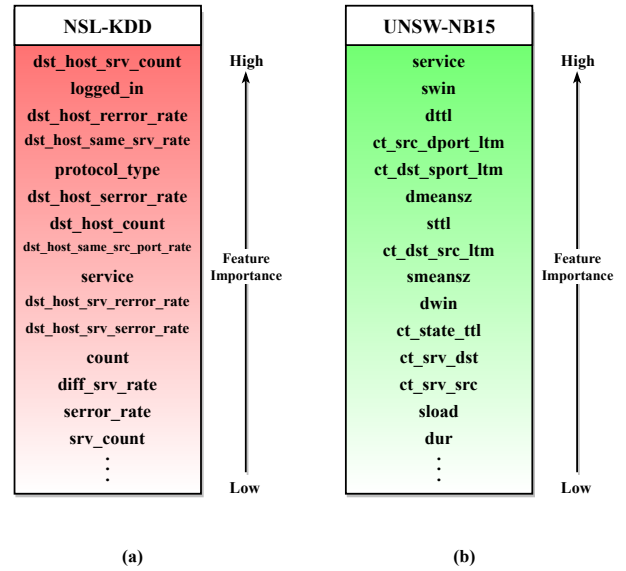 NSL-KDD
dst_host_srv_count
logged_in
dst_host_rerror_rate
dst_host_same_srv_rate
protocol_type
dst_host_serror_rate
dst_host_count
dst_host_same_src_port_rate
service
dst_host_srv_rerror_rate
dst_host_srv_serror_rate
count
diff_srv_rate
serror_rate
srv_count
⋮
High
Feature
Importance
Low
(a)
UNSW-NB15
service
swin
dttl
ct_src_dport_ltm
ct_dst_sport_ltm
dmeansz
sttl
ct_dst_src_ltm
smeansz
dwin
ct_state_ttl
ct_srv_dst
ct_srv_src
sload
dur
⋮
High
Feature
Importance
Low
(b)